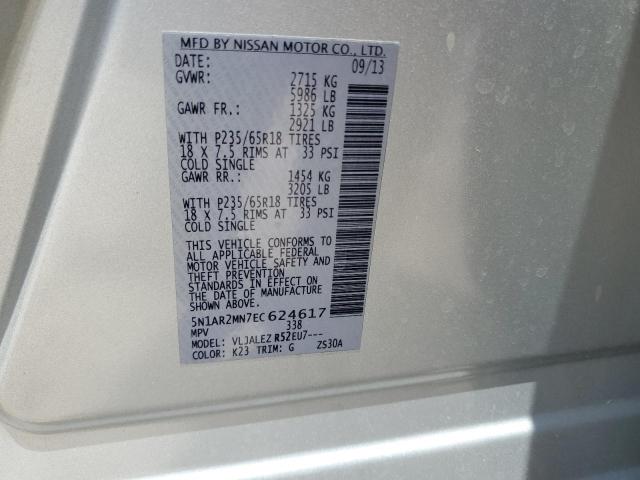 MFD BY NISSAN MOTOR CO., LTD.
DATE: 09/13
GVWR: 2715 KG
5986 LB
GAWR FR.: 1325 KG
2921 LB
WITH P235/65R18 TIRES
18 X 7.5 RIMS AT 33 PSI
COLD SINGLE
GAWR RR.: 1454 KG
3205 LB
WITH P235/65R18 TIRES
18 X 7.5 RIMS AT 33 PSI
COLD SINGLE
THIS VEHICLE CONFORMS TO
ALL APPLICABLE FEDERAL
MOTOR VEHICLE SAFETY AND
THEFT PREVENTION
STANDARDS IN EFFECT ON
THE DATE OF MANUFACTURE
SHOWN ABOVE.
5N1AR2MN7EC624617
MPV 338
MODEL: VLJALEZ R52EU7---
COLOR: K23 TRIM: G ZS30A